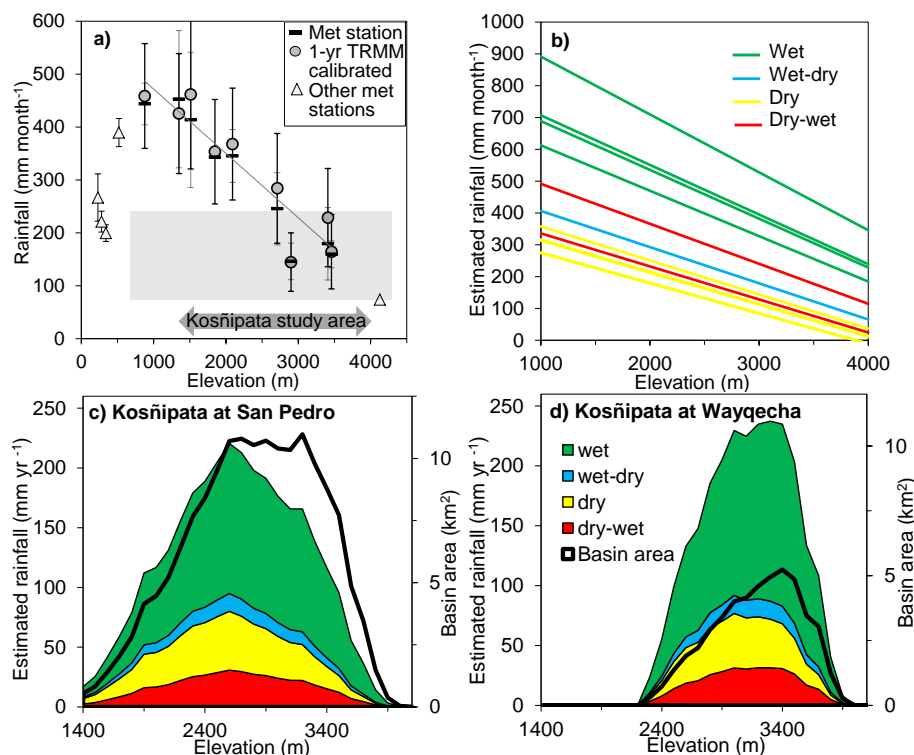 a)
Met station
1-yr TRMM
calibrated
Other met
stations
Rainfall (mm month⁻¹)
600
500
400
300
200
100
0
Kosñipata study area
0 1000 2000 3000 4000
Elevation (m)
b)
Wet
Wet-dry
Dry
Dry-wet
Estimated rainfall (mm month⁻¹)
1000
900
800
700
600
500
400
300
200
100
0
1000 2000 3000 4000
Elevation (m)
c) Kosñipata at San Pedro
Estimated rainfall (mm yr ⁻¹)
250
200
150
100
50
0
10
5
0
Basin area (km²)
1400 2400 3400
Elevation (m)
d) Kosñipata at Wayqecha
wet
wet-dry
dry
dry-wet
Basin area
Estimated rainfall (mm yr ⁻¹)
250
200
150
100
50
0
10
5
0
Basin area (km²)
1400 2400 3400
Elevation (m)